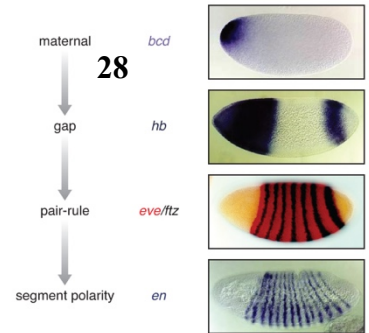 maternal bcd
28
gap hb
pair-rule eve/ftz
segment polarity en